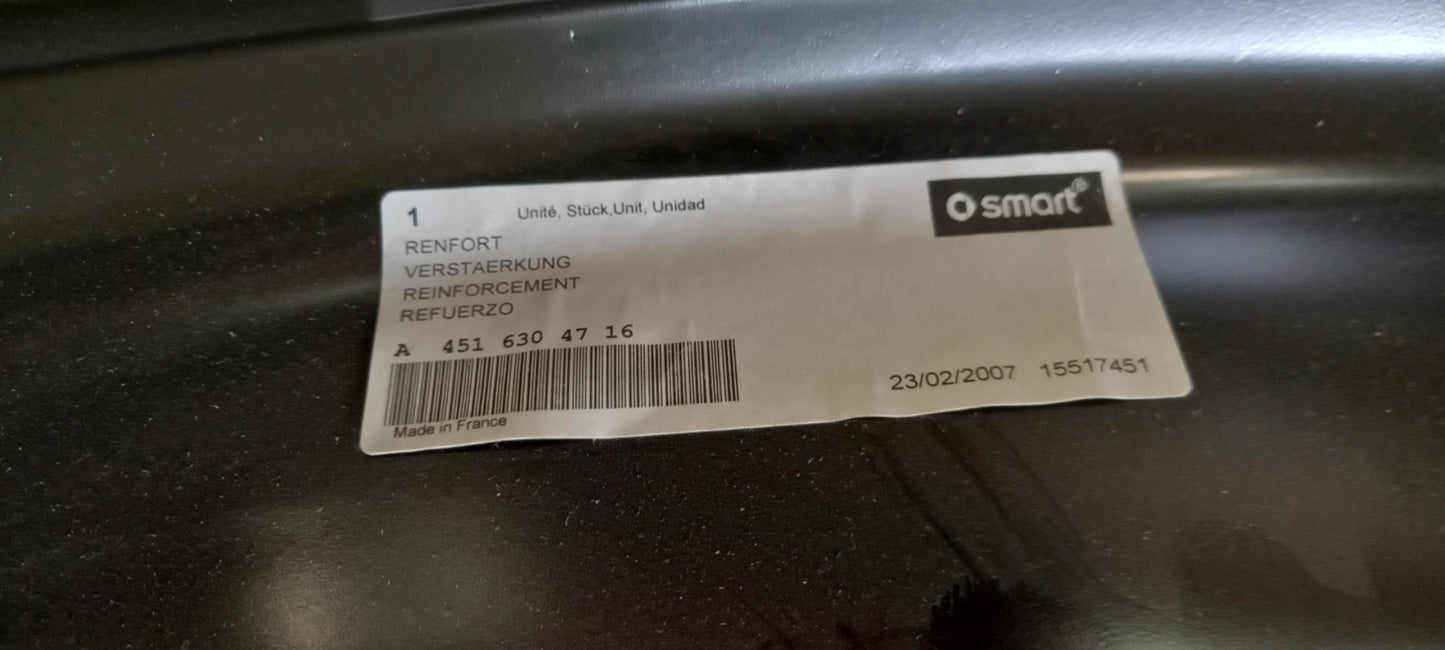 1 Unité, Stück,Unit, Unidad
smart®
RENFORT
VERSTAERKUNG
REINFORCEMENT
REFUERZO
A 451 630 47 16
23/02/2007 15517451
Made in France